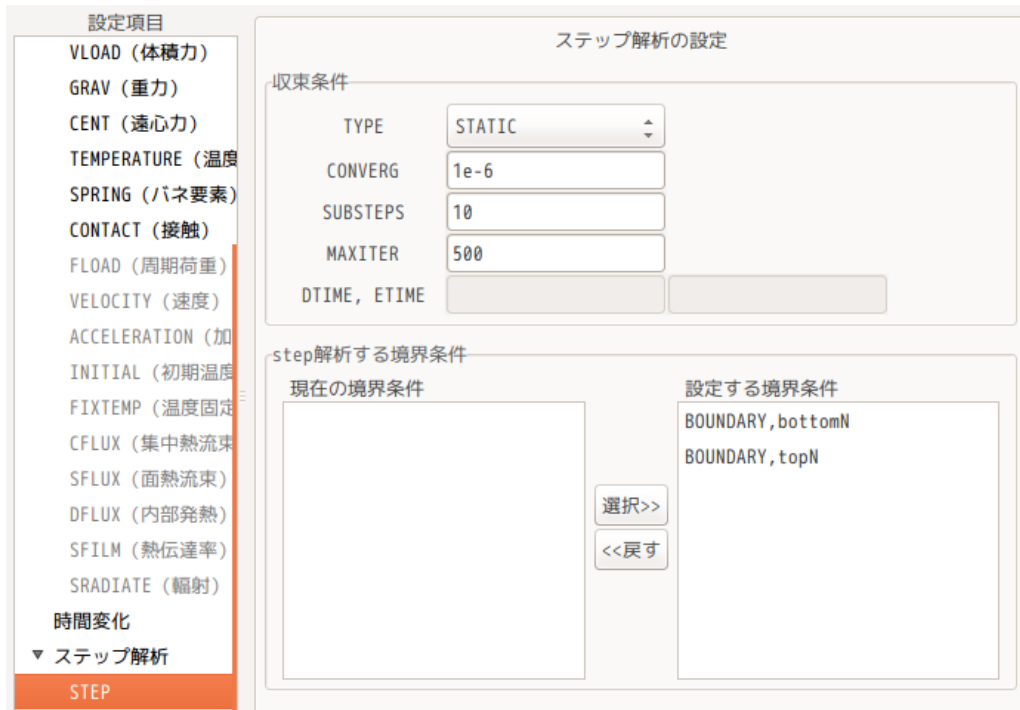 設定項目
VLOAD (体積力)
GRAV (重力)
CENT (遠心力)
TEMPERATURE (温度
SPRING (バネ要素)
CONTACT (接触)
FLOAD (周期荷重)
VELOCITY (速度)
ACCELERATION (加
INITIAL (初期温度
FIXTEMP (温度固定
CFLUX (集中熱流束
SFLUX (面熱流束)
DFLUX (内部発熱)
SFILM (熱伝達率)
SRADIATE (輻射)
時間変化
ステップ解析
STEP
ステップ解析の設定
収束条件
TYPE STATIC
CONVERG 1e-6
SUBSTEPS 10
MAXITER 500
DTIME, ETIME
step解析する境界条件
現在の境界条件
選択>>
<<戻す
設定する境界条件
BOUNDARY,bottomN
BOUNDARY,topN